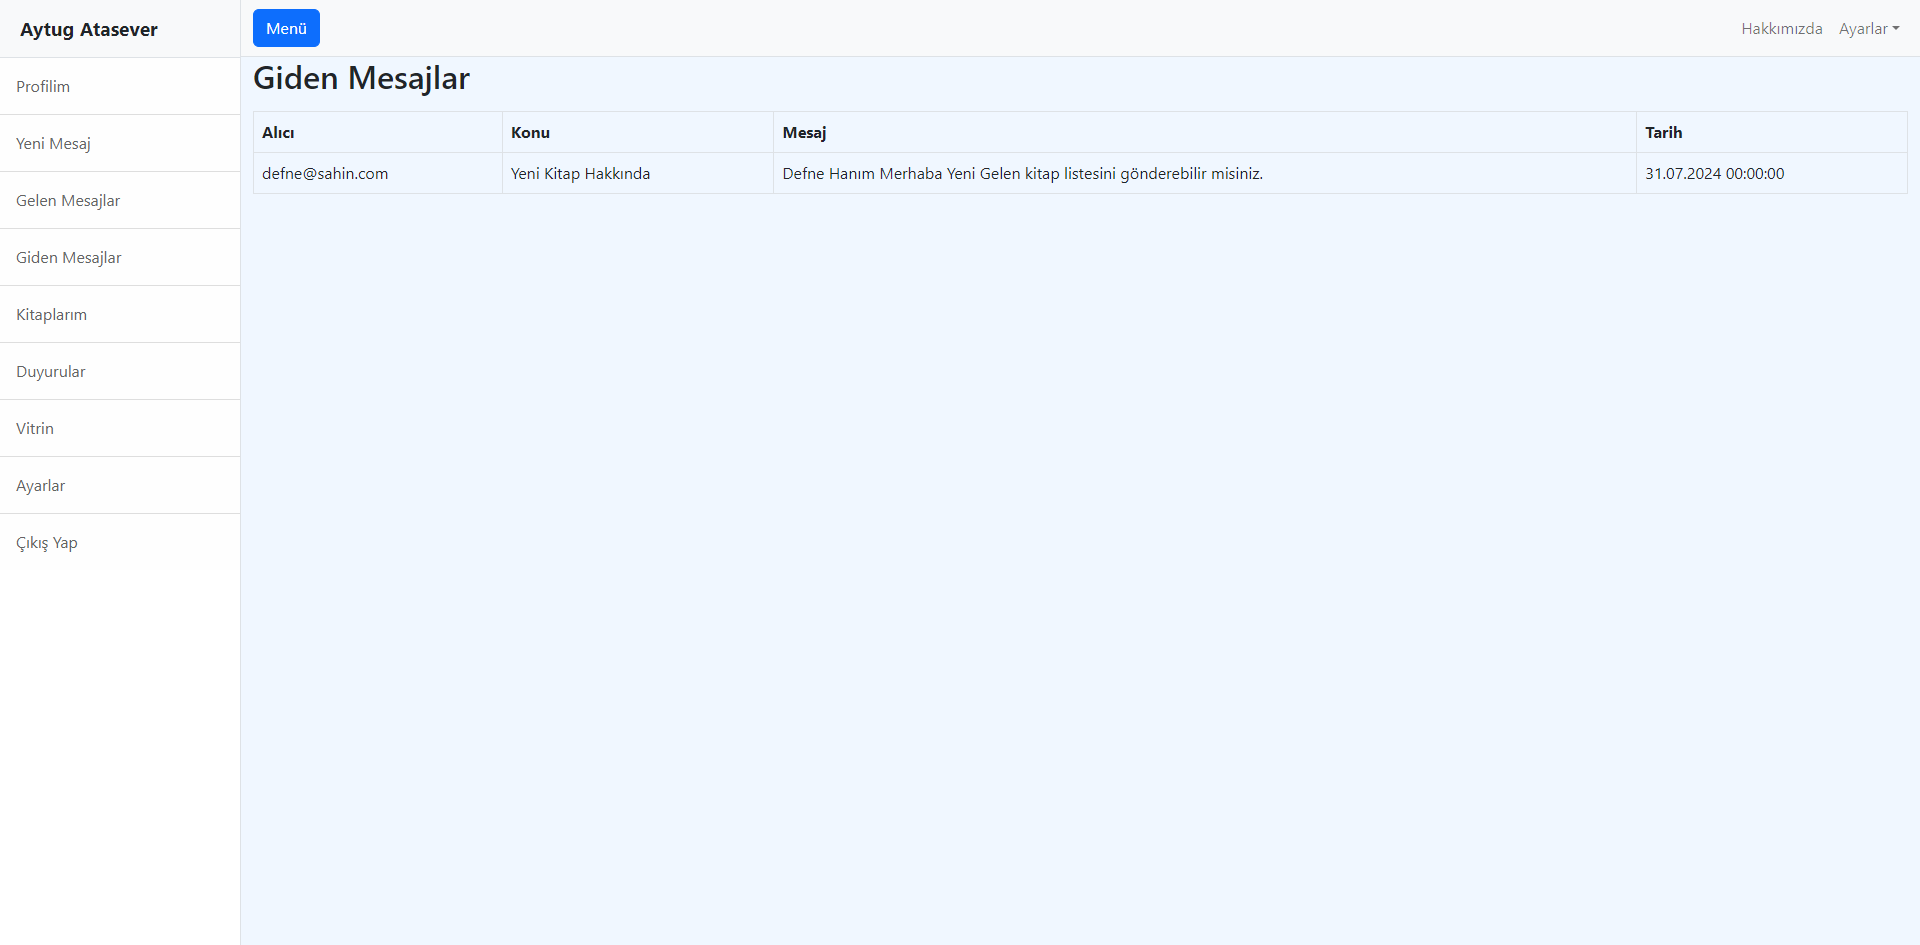 Aytug Atasever
Profilim
Yeni Mesaj
Gelen Mesajlar
Giden Mesajlar
Kitaplarım
Duyurular
Vitrin
Ayarlar
Çıkış Yap
Menü
Hakkımızda Ayarlar
Giden Mesajlar
Alıcı Konu Mesaj Tarih
defne@sahin.com Yeni Kitap Hakkında Defne Hanım Merhaba Yeni Gelen kitap listesini gönderebilir misiniz. 31.07.2024 00:00:00